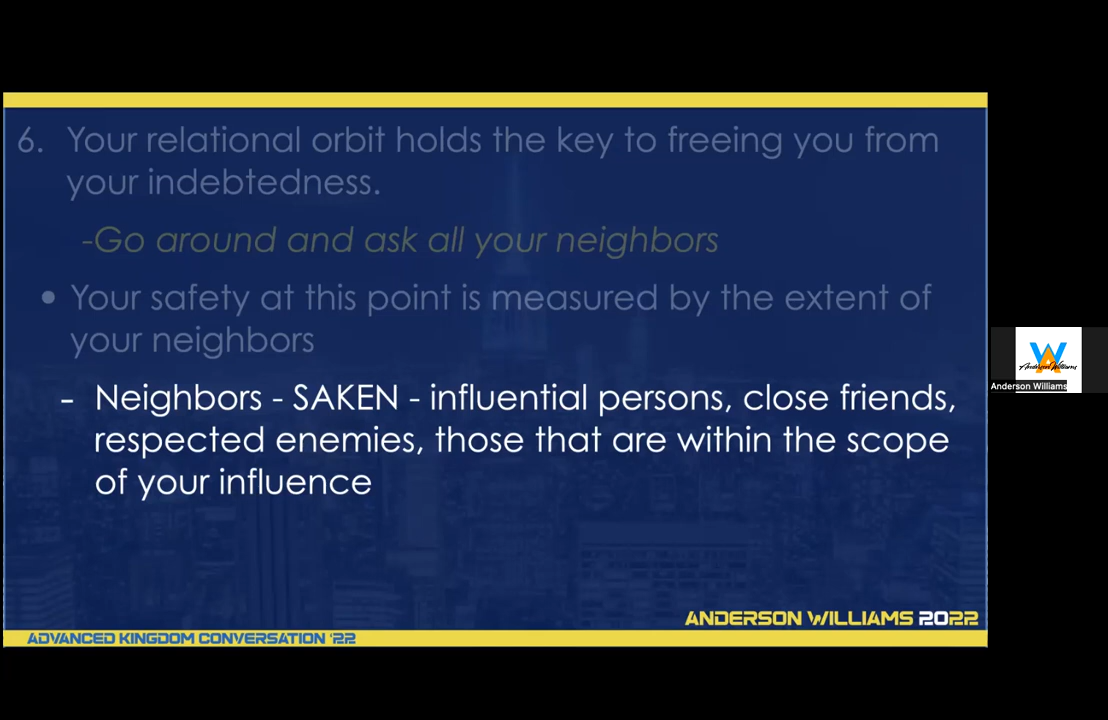 6. Your relational orbit holds the key to freeing you from
your indebtedness.
-Go around and ask all your neighbors
• Your safety at this point is measured by the extent of
your neighbors
- Neighbors - SAKEN - influential persons, close friends,
respected enemies, those that are within the scope
of your influence
ANDERSON WILLIAMS 2022
ADVANCED KINGDOM CONVERSATION '22
WA
Anderson Williams
Anderson Williams